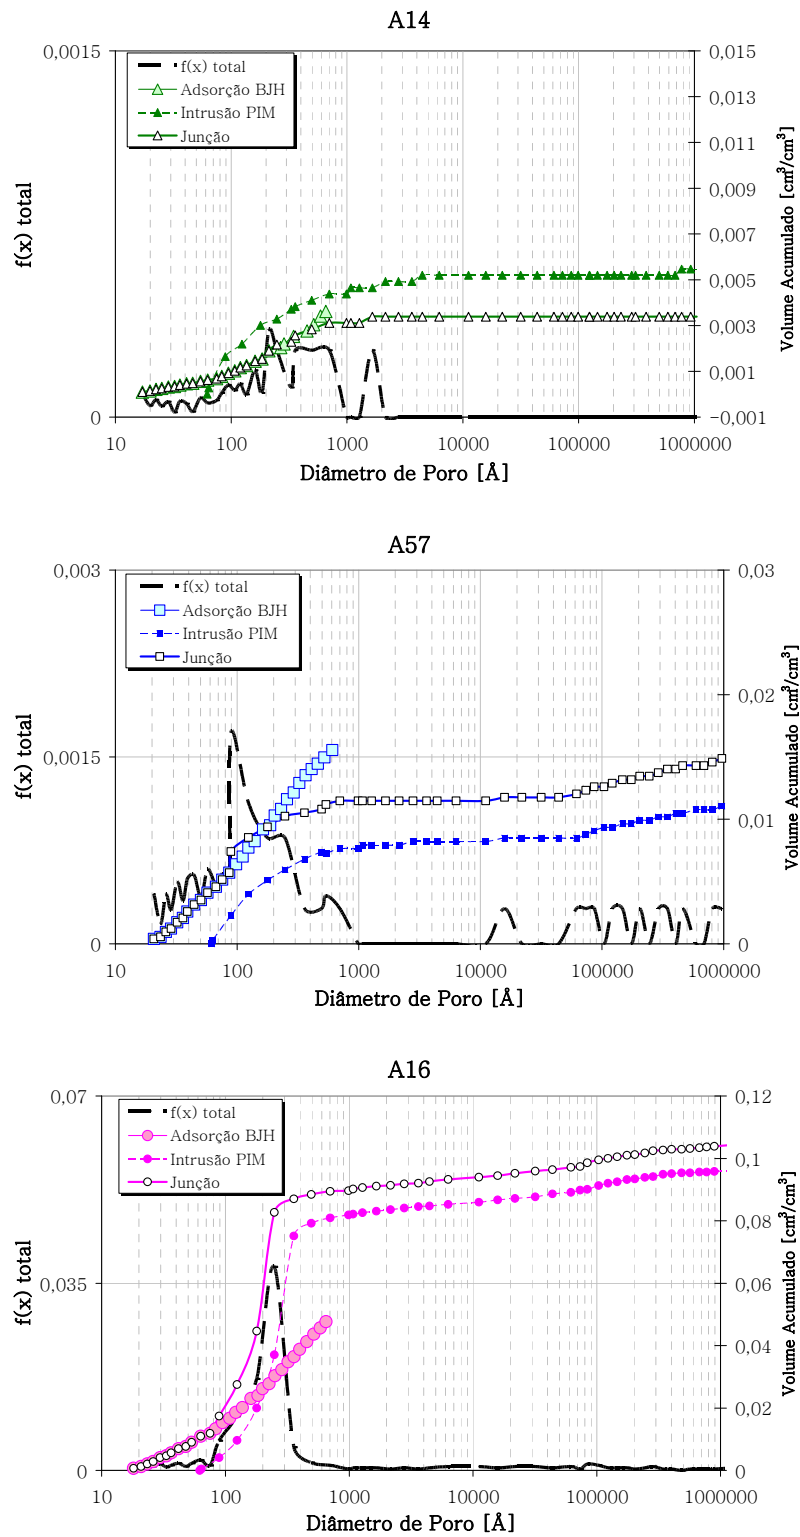 A14
0,0015
0
f(x) total
f(x) total
Adsorção BJH
Intrusão PIM
Junção
0,015
0,013
0,011
0,009
0,007
0,005
0,003
0,001
-0,001
Volume Acumulado [cm³/cm³]
10 100 1000 10000 100000 1000000
Diâmetro de Poro [Å]
A57
0,003
0,0015
0
f(x) total
f(x) total
Adsorção BJH
Intrusão PIM
Junção
0,03
0,02
0,01
0
Volume Acumulado [cm³/cm³]
10 100 1000 10000 100000 1000000
Diâmetro de Poro [Å]
A16
0,07
0,035
0
f(x) total
f(x) total
Adsorção BJH
Intrusão PIM
Junção
0,12
0,1
0,08
0,06
0,04
0,02
0
Volume Acumulado [cm³/cm³]
10 100 1000 10000 100000 1000000
Diâmetro de Poro [Å]